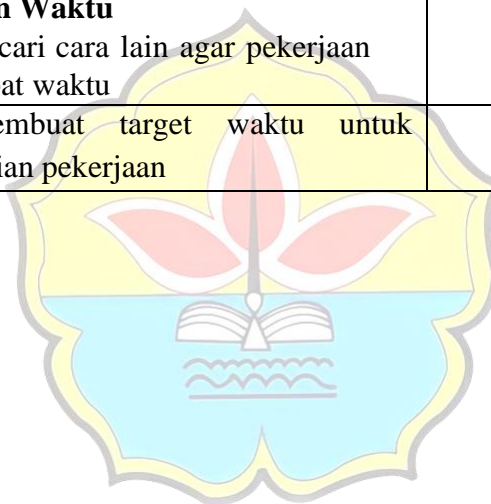 n Waktu
cari cara lain agar pekerjaan
at waktu
embuat target waktu untuk
ian pekerjaan